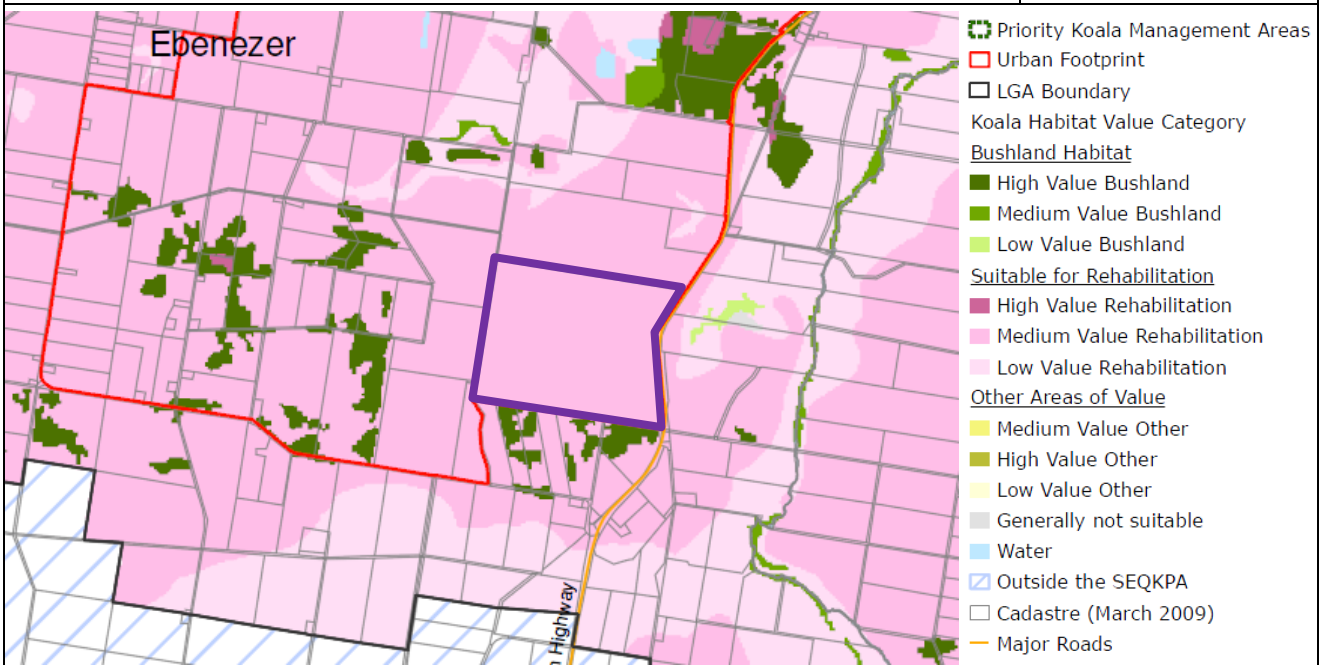 Ebenezer
n Highway
Priority Koala Management Areas
Urban Footprint
LGA Boundary
Koala Habitat Value Category
Bushland Habitat
High Value Bushland
Medium Value Bushland
Low Value Bushland
Suitable for Rehabilitation
High Value Rehabilitation
Medium Value Rehabilitation
Low Value Rehabilitation
Other Areas of Value
Medium Value Other
High Value Other
Low Value Other
Generally not suitable
Water
Outside the SEQKPA
Cadastre (March 2009)
Major Roads